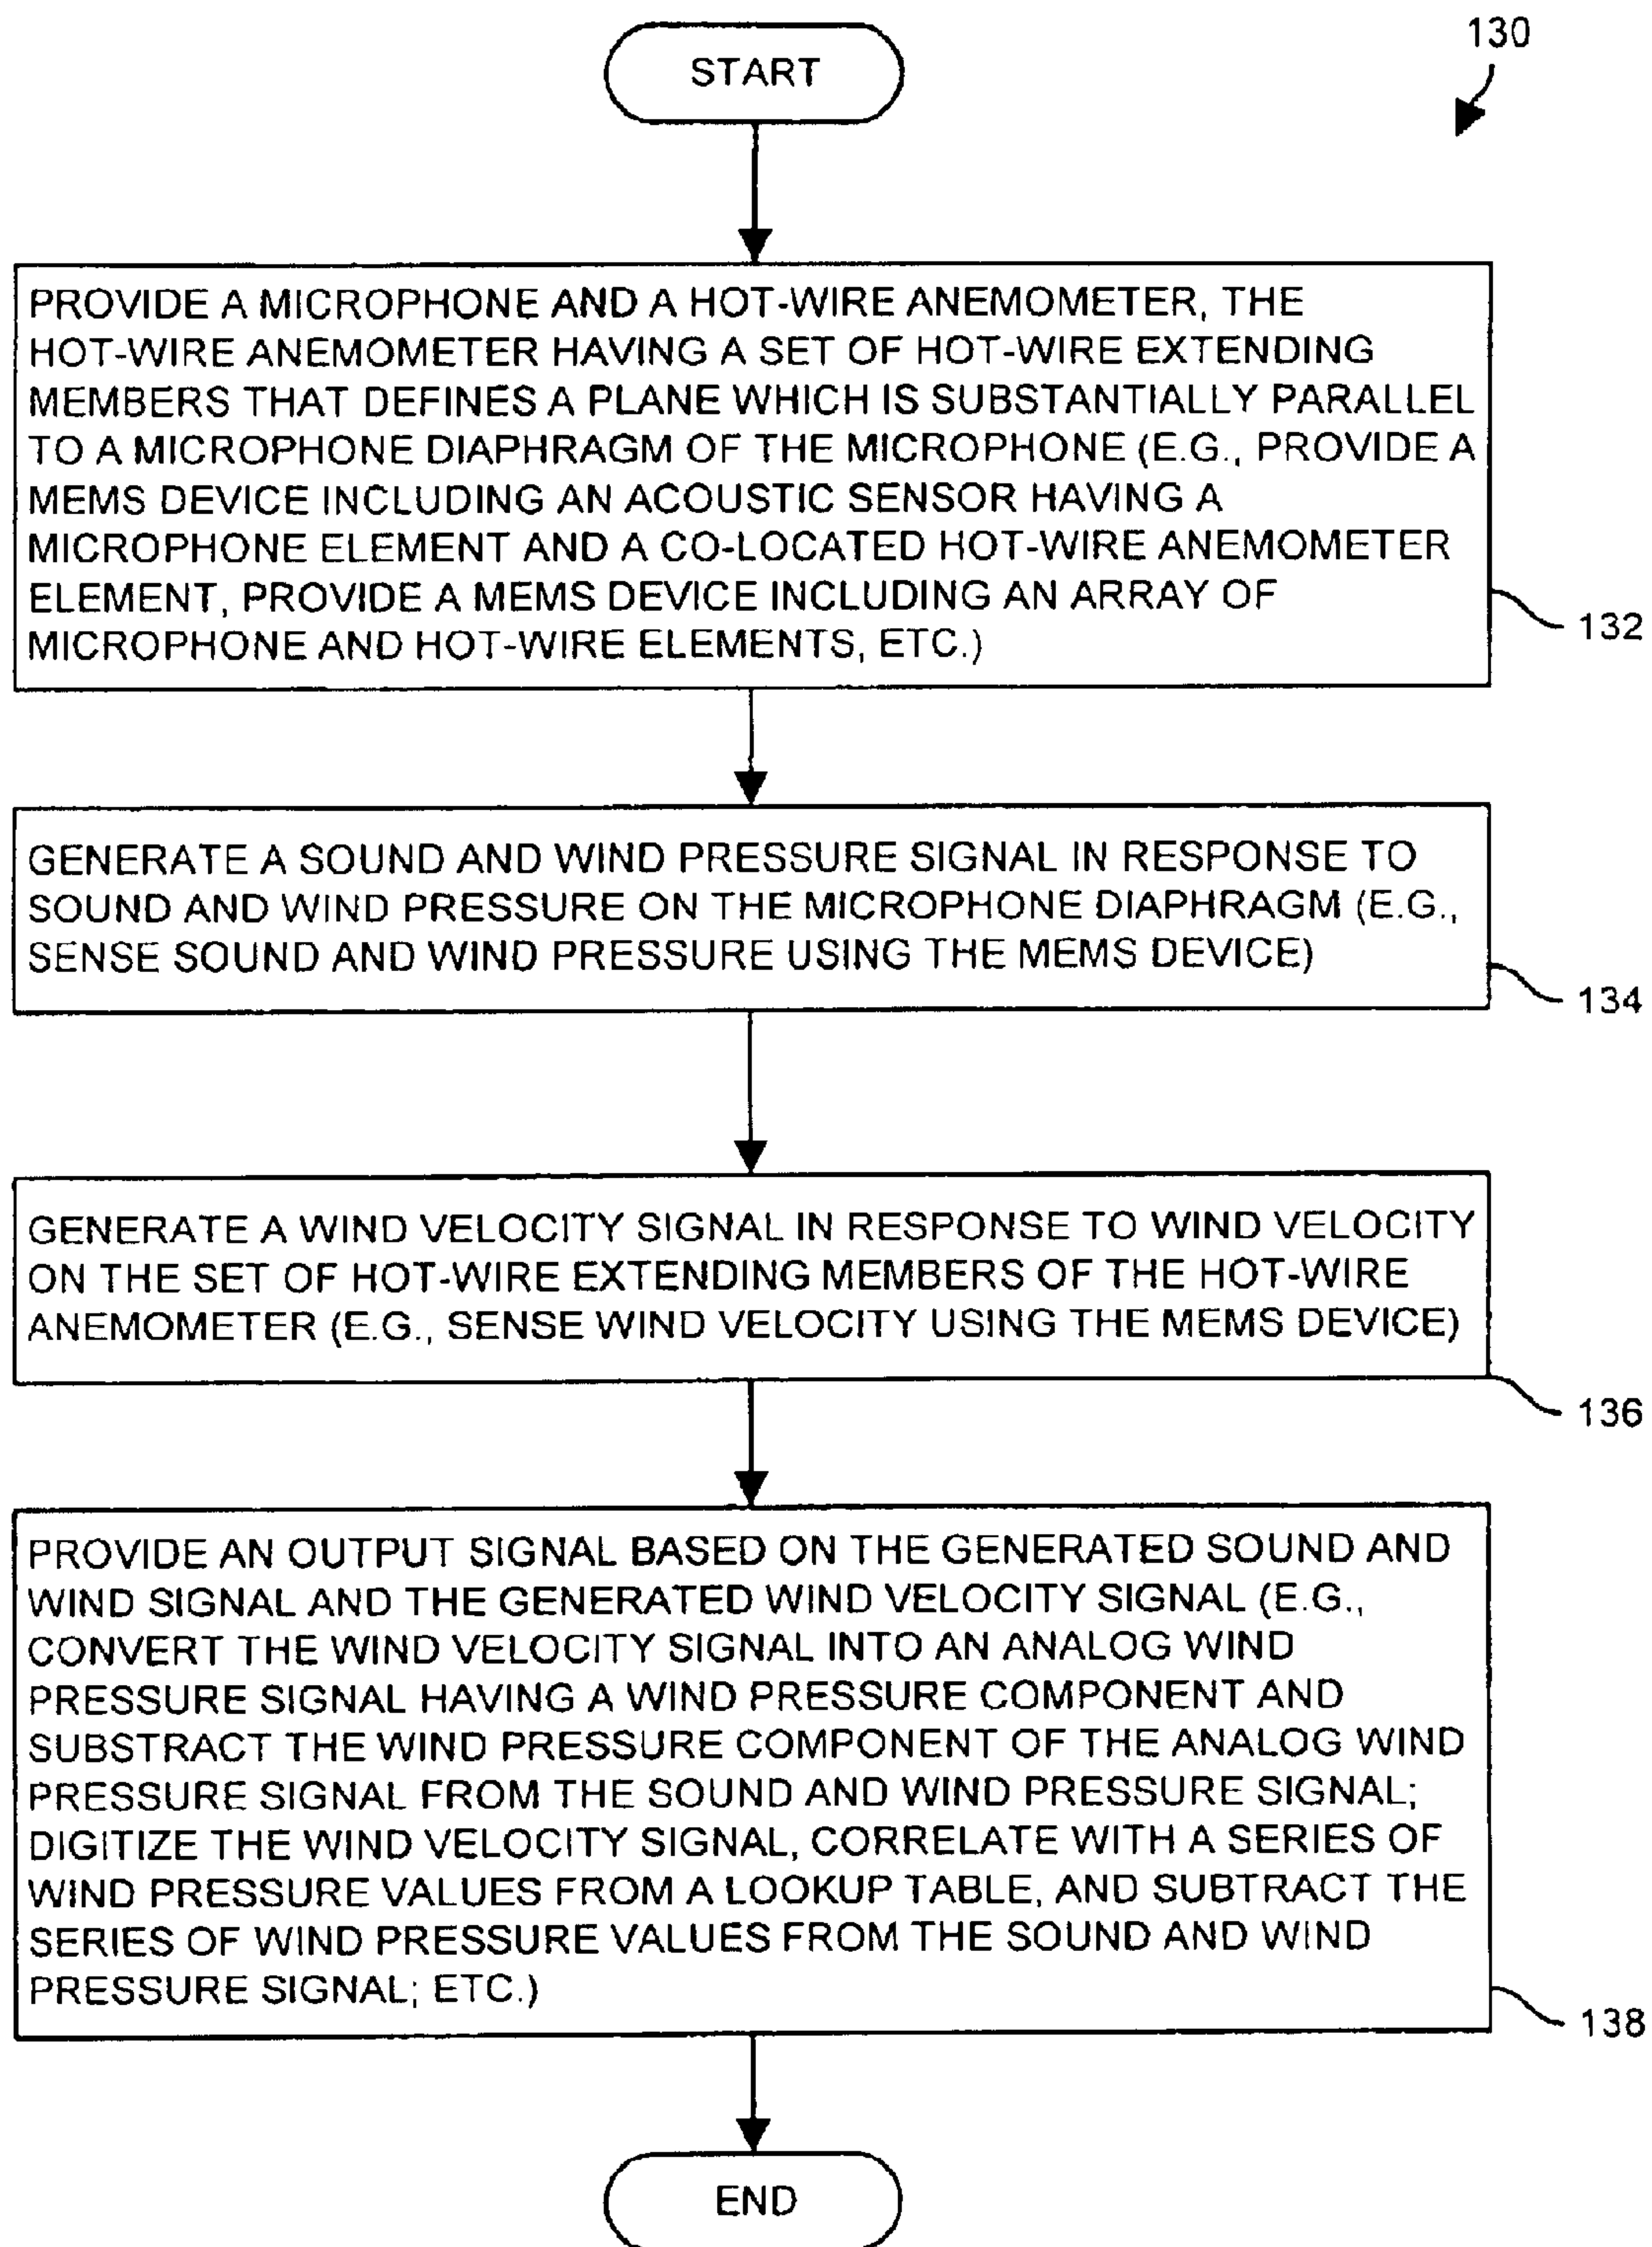 130
START
PROVIDE A MICROPHONE AND A HOT-WIRE ANEMOMETER, THE
HOT-WIRE ANEMOMETER HAVING A SET OF HOT-WIRE EXTENDING
MEMBERS THAT DEFINES A PLANE WHICH IS SUBSTANTIALLY PARALLEL
TO A MICROPHONE DIAPHRAGM OF THE MICROPHONE (E.G., PROVIDE A
MEMS DEVICE INCLUDING AN ACOUSTIC SENSOR HAVING A
MICROPHONE ELEMENT AND A CO-LOCATED HOT-WIRE ANEMOMETER
ELEMENT, PROVIDE A MEMS DEVICE INCLUDING AN ARRAY OF
MICROPHONE AND HOT-WIRE ELEMENTS, ETC.)
132
GENERATE A SOUND AND WIND PRESSURE SIGNAL IN RESPONSE TO
SOUND AND WIND PRESSURE ON THE MICROPHONE DIAPHRAGM (E.G.,
SENSE SOUND AND WIND PRESSURE USING THE MEMS DEVICE)
134
GENERATE A WIND VELOCITY SIGNAL IN RESPONSE TO WIND VELOCITY
ON THE SET OF HOT-WIRE EXTENDING MEMBERS OF THE HOT-WIRE
ANEMOMETER (E.G., SENSE WIND VELOCITY USING THE MEMS DEVICE)
136
PROVIDE AN OUTPUT SIGNAL BASED ON THE GENERATED SOUND AND
WIND SIGNAL AND THE GENERATED WIND VELOCITY SIGNAL (E.G.,
CONVERT THE WIND VELOCITY SIGNAL INTO AN ANALOG WIND
PRESSURE SIGNAL HAVING A WIND PRESSURE COMPONENT AND
SUBSTRACT THE WIND PRESSURE COMPONENT OF THE ANALOG WIND
PRESSURE SIGNAL FROM THE SOUND AND WIND PRESSURE SIGNAL;
DIGITIZE THE WIND VELOCITY SIGNAL, CORRELATE WITH A SERIES OF
WIND PRESSURE VALUES FROM A LOOKUP TABLE, AND SUBTRACT THE
SERIES OF WIND PRESSURE VALUES FROM THE SOUND AND WIND
PRESSURE SIGNAL; ETC.)
138
END